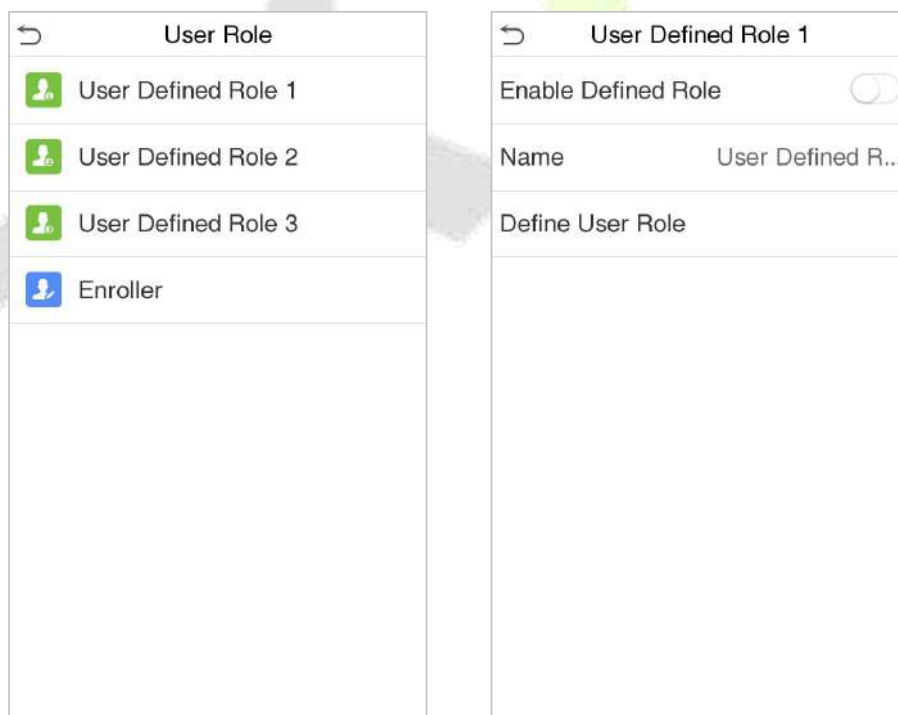 User Role
User Defined Role 1
User Defined Role 2
User Defined Role 3
Enroller
User Defined Role 1
Enable Defined Role
Name User Defined R...
Define User Role